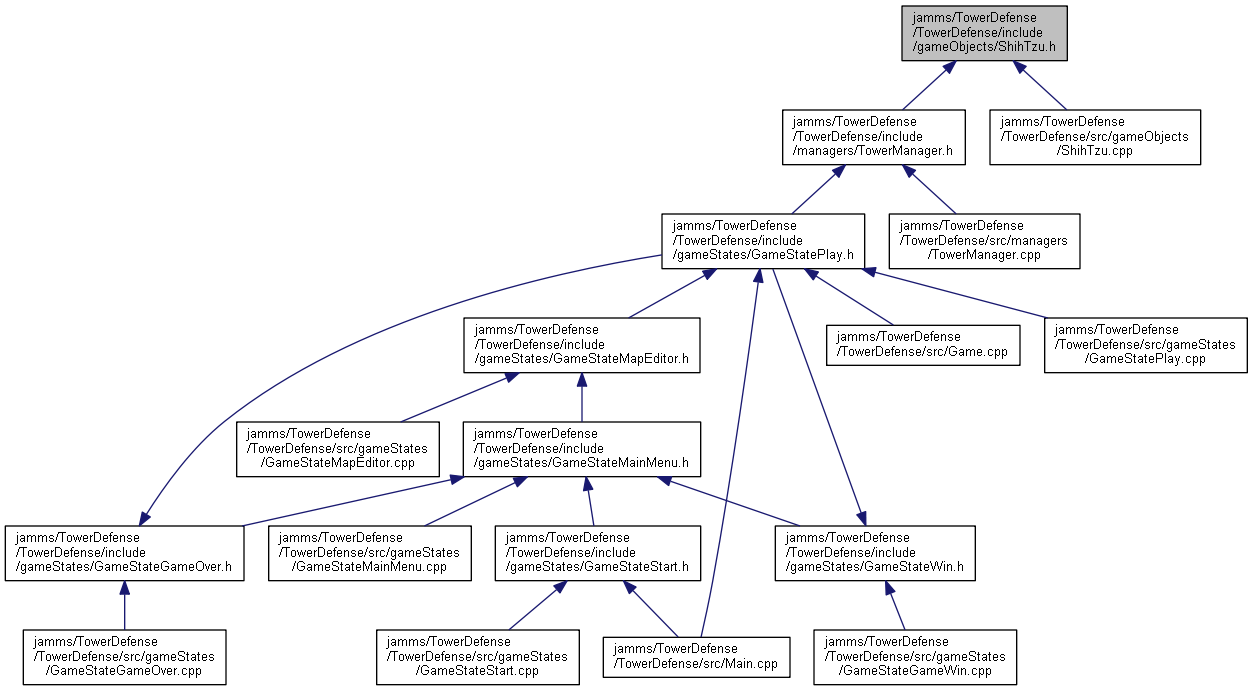 jamms/TowerDefense
/TowerDefense/include
/gameObjects/ShihTzu.h
jamms/TowerDefense
/TowerDefense/include
/managers/TowerManager.h
jamms/TowerDefense
/TowerDefense/src/gameObjects
/ShihTzu.cpp
jamms/TowerDefense
/TowerDefense/include
/gameStates/GameStatePlay.h
jamms/TowerDefense
/TowerDefense/src/managers
/TowerManager.cpp
jamms/TowerDefense
/TowerDefense/include
/gameStates/GameStateMapEditor.h
jamms/TowerDefense
/TowerDefense/src/Game.cpp
jamms/TowerDefense
/TowerDefense/src/gameStates
/GameStatePlay.cpp
jamms/TowerDefense
/TowerDefense/src/gameStates
/GameStateMapEditor.cpp
jamms/TowerDefense
/TowerDefense/include
/gameStates/GameStateMainMenu.h
jamms/TowerDefense
/TowerDefense/include
/gameStates/GameStateGameOver.h
jamms/TowerDefense
/TowerDefense/src/gameStates
/GameStateMainMenu.cpp
jamms/TowerDefense
/TowerDefense/include
/gameStates/GameStateStart.h
jamms/TowerDefense
/TowerDefense/include
/gameStates/GameStateWin.h
jamms/TowerDefense
/TowerDefense/src/gameStates
/GameStateGameOver.cpp
jamms/TowerDefense
/TowerDefense/src/gameStates
/GameStateStart.cpp
jamms/TowerDefense
/TowerDefense/src/Main.cpp
jamms/TowerDefense
/TowerDefense/src/gameStates
/GameStateGameWin.cpp